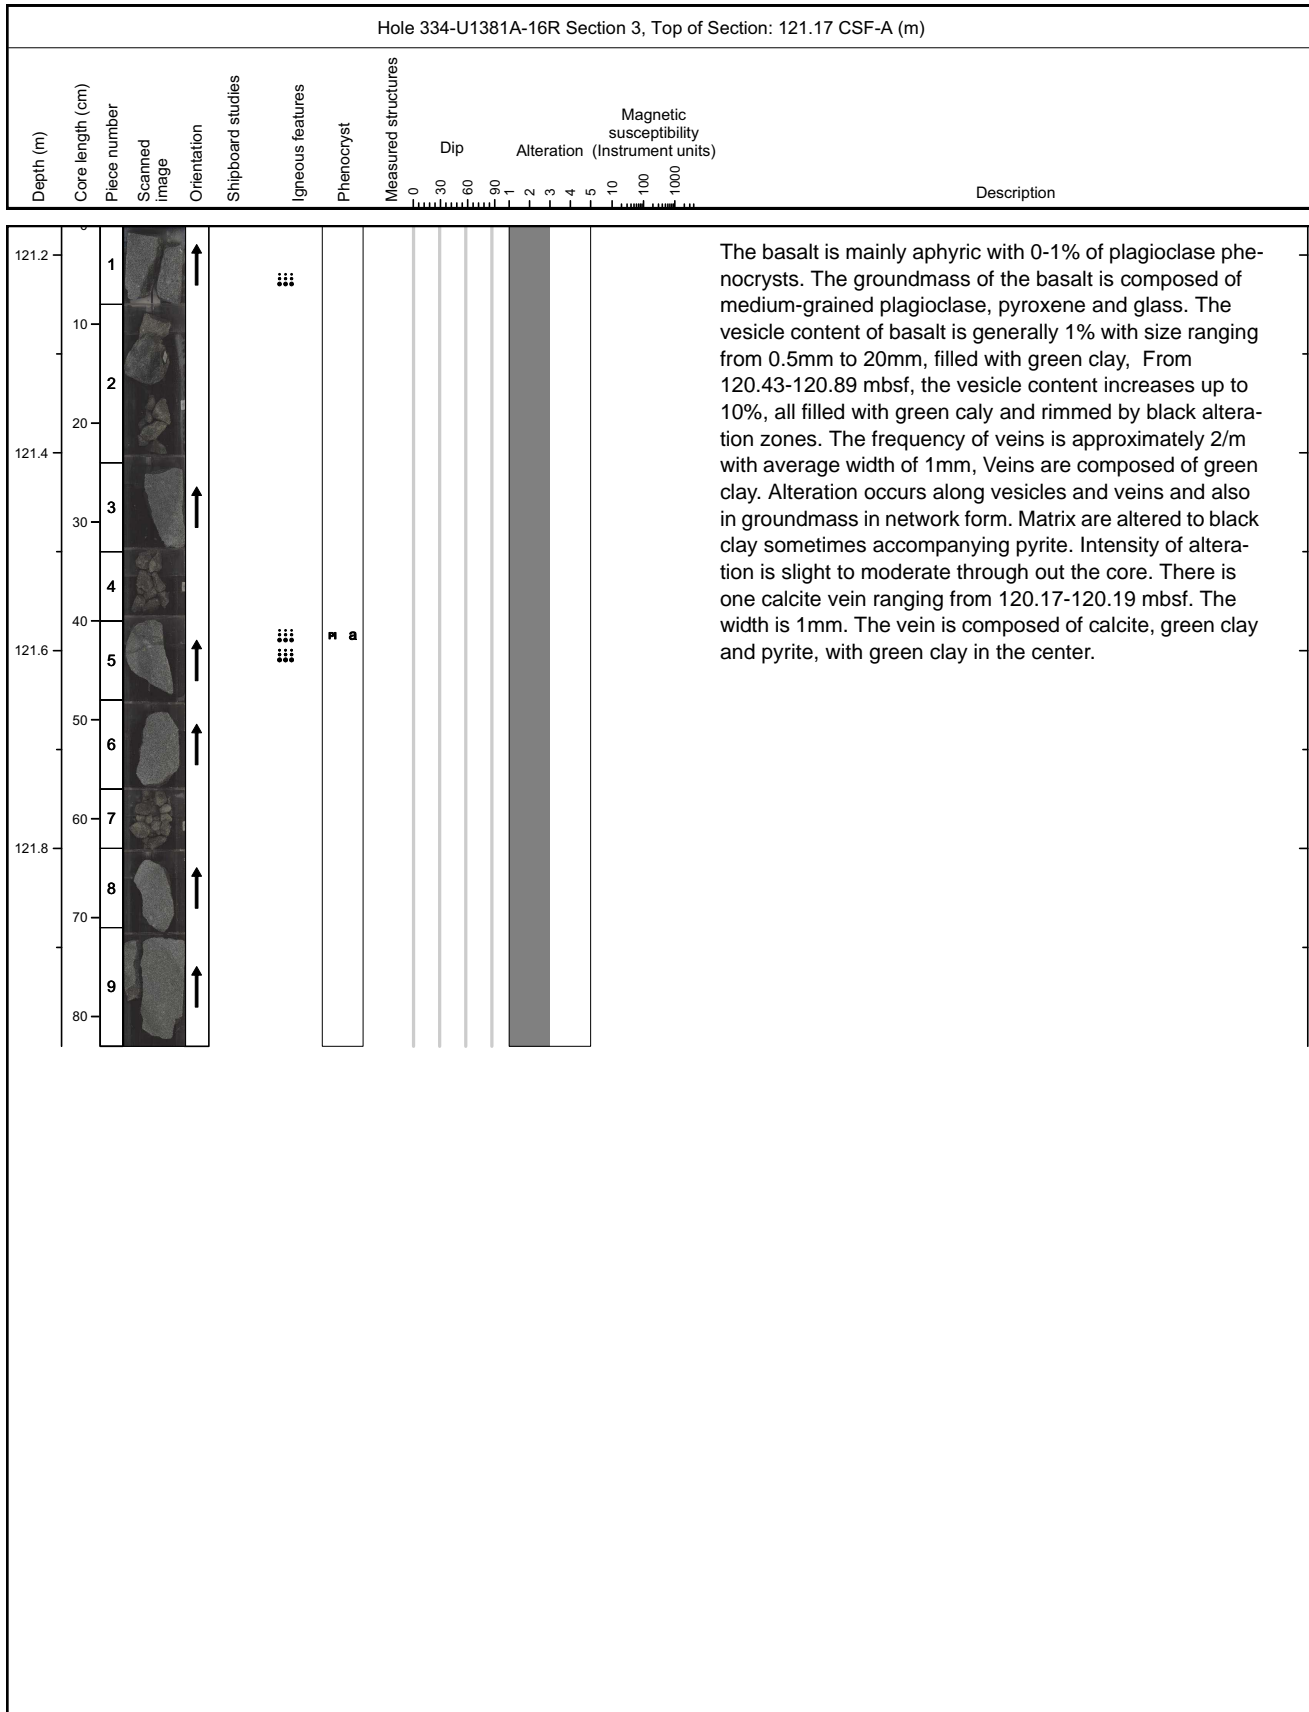 Hole 334-U1381A-16R Section 3, Top of Section: 121.17 CSF-A (m)
Depth (m)
Core length (cm)
Piece number
Scanned
image
Orientation
Shipboard studies
Igneous features
Phenocryst
Measured structures
Dip
0 30 60 90
Alteration
1 2 3 4 5
Magnetic
susceptibility
(Instrument units)
10 100 1000
Description
The basalt is mainly aphyric with 0-1% of plagioclase phe-
nocrysts. The groundmass of the basalt is composed of
medium-grained plagioclase, pyroxene and glass. The
vesicle content of basalt is generally 1% with size ranging
from 0.5mm to 20mm, filled with green clay, From
120.43-120.89 mbsf, the vesicle content increases up to
10%, all filled with green caly and rimmed by black altera-
tion zones. The frequency of veins is approximately 2/m
with average width of 1mm, Veins are composed of green
clay. Alteration occurs along vesicles and veins and also
in groundmass in network form. Matrix are altered to black
clay sometimes accompanying pyrite. Intensity of altera-
tion is slight to moderate through out the core. There is
one calcite vein ranging from 120.17-120.19 mbsf. The
width is 1mm. The vein is composed of calcite, green clay
and pyrite, with green clay in the center.
121.2
121.4
121.6
121.8
10
20
30
40
50
60
70
80
1
2
3
4
5
6
7
8
9
Pl a